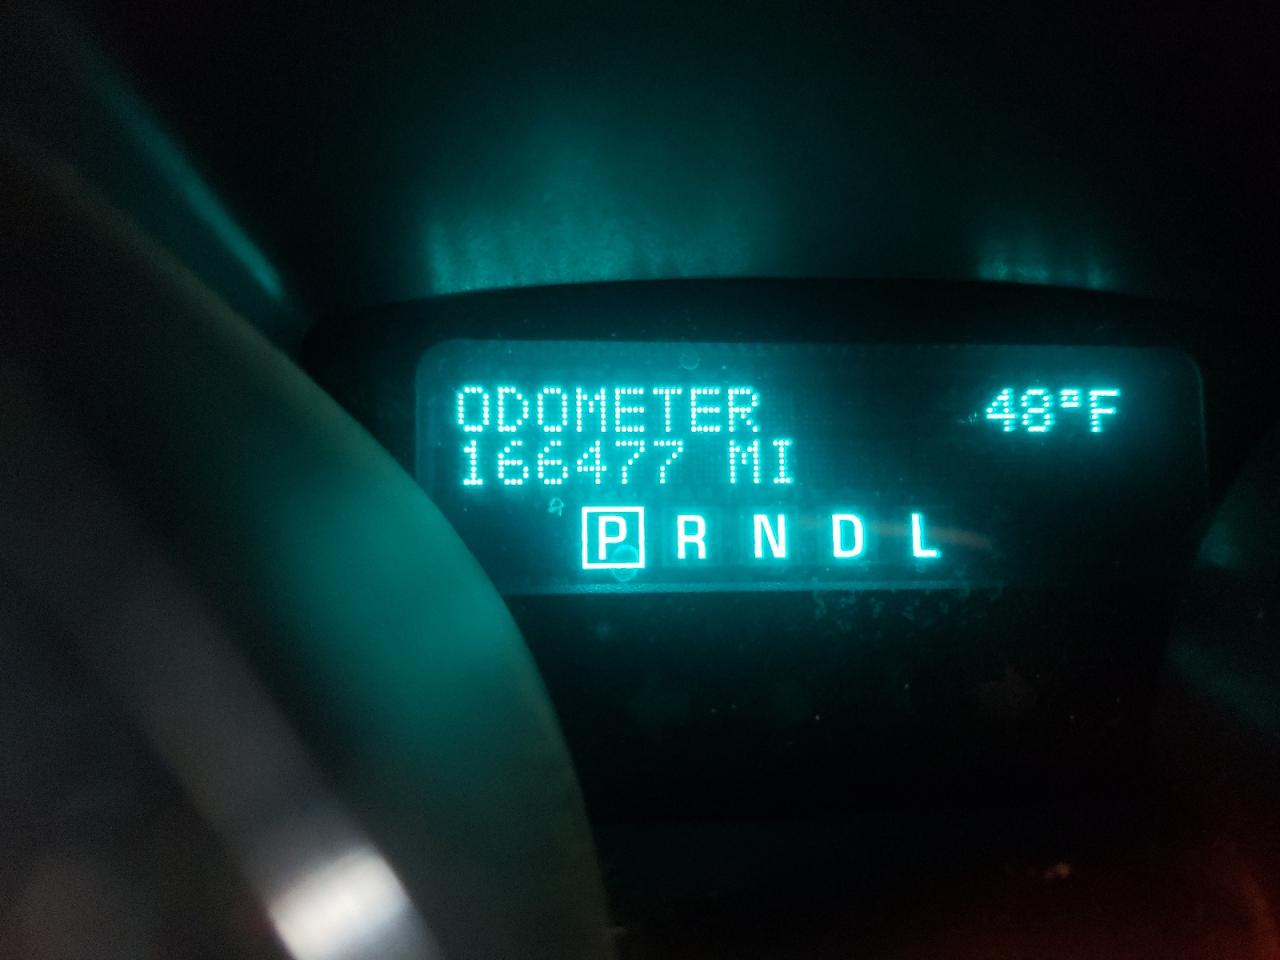 ODOMETER 48°F
166477 MI
P R N D L